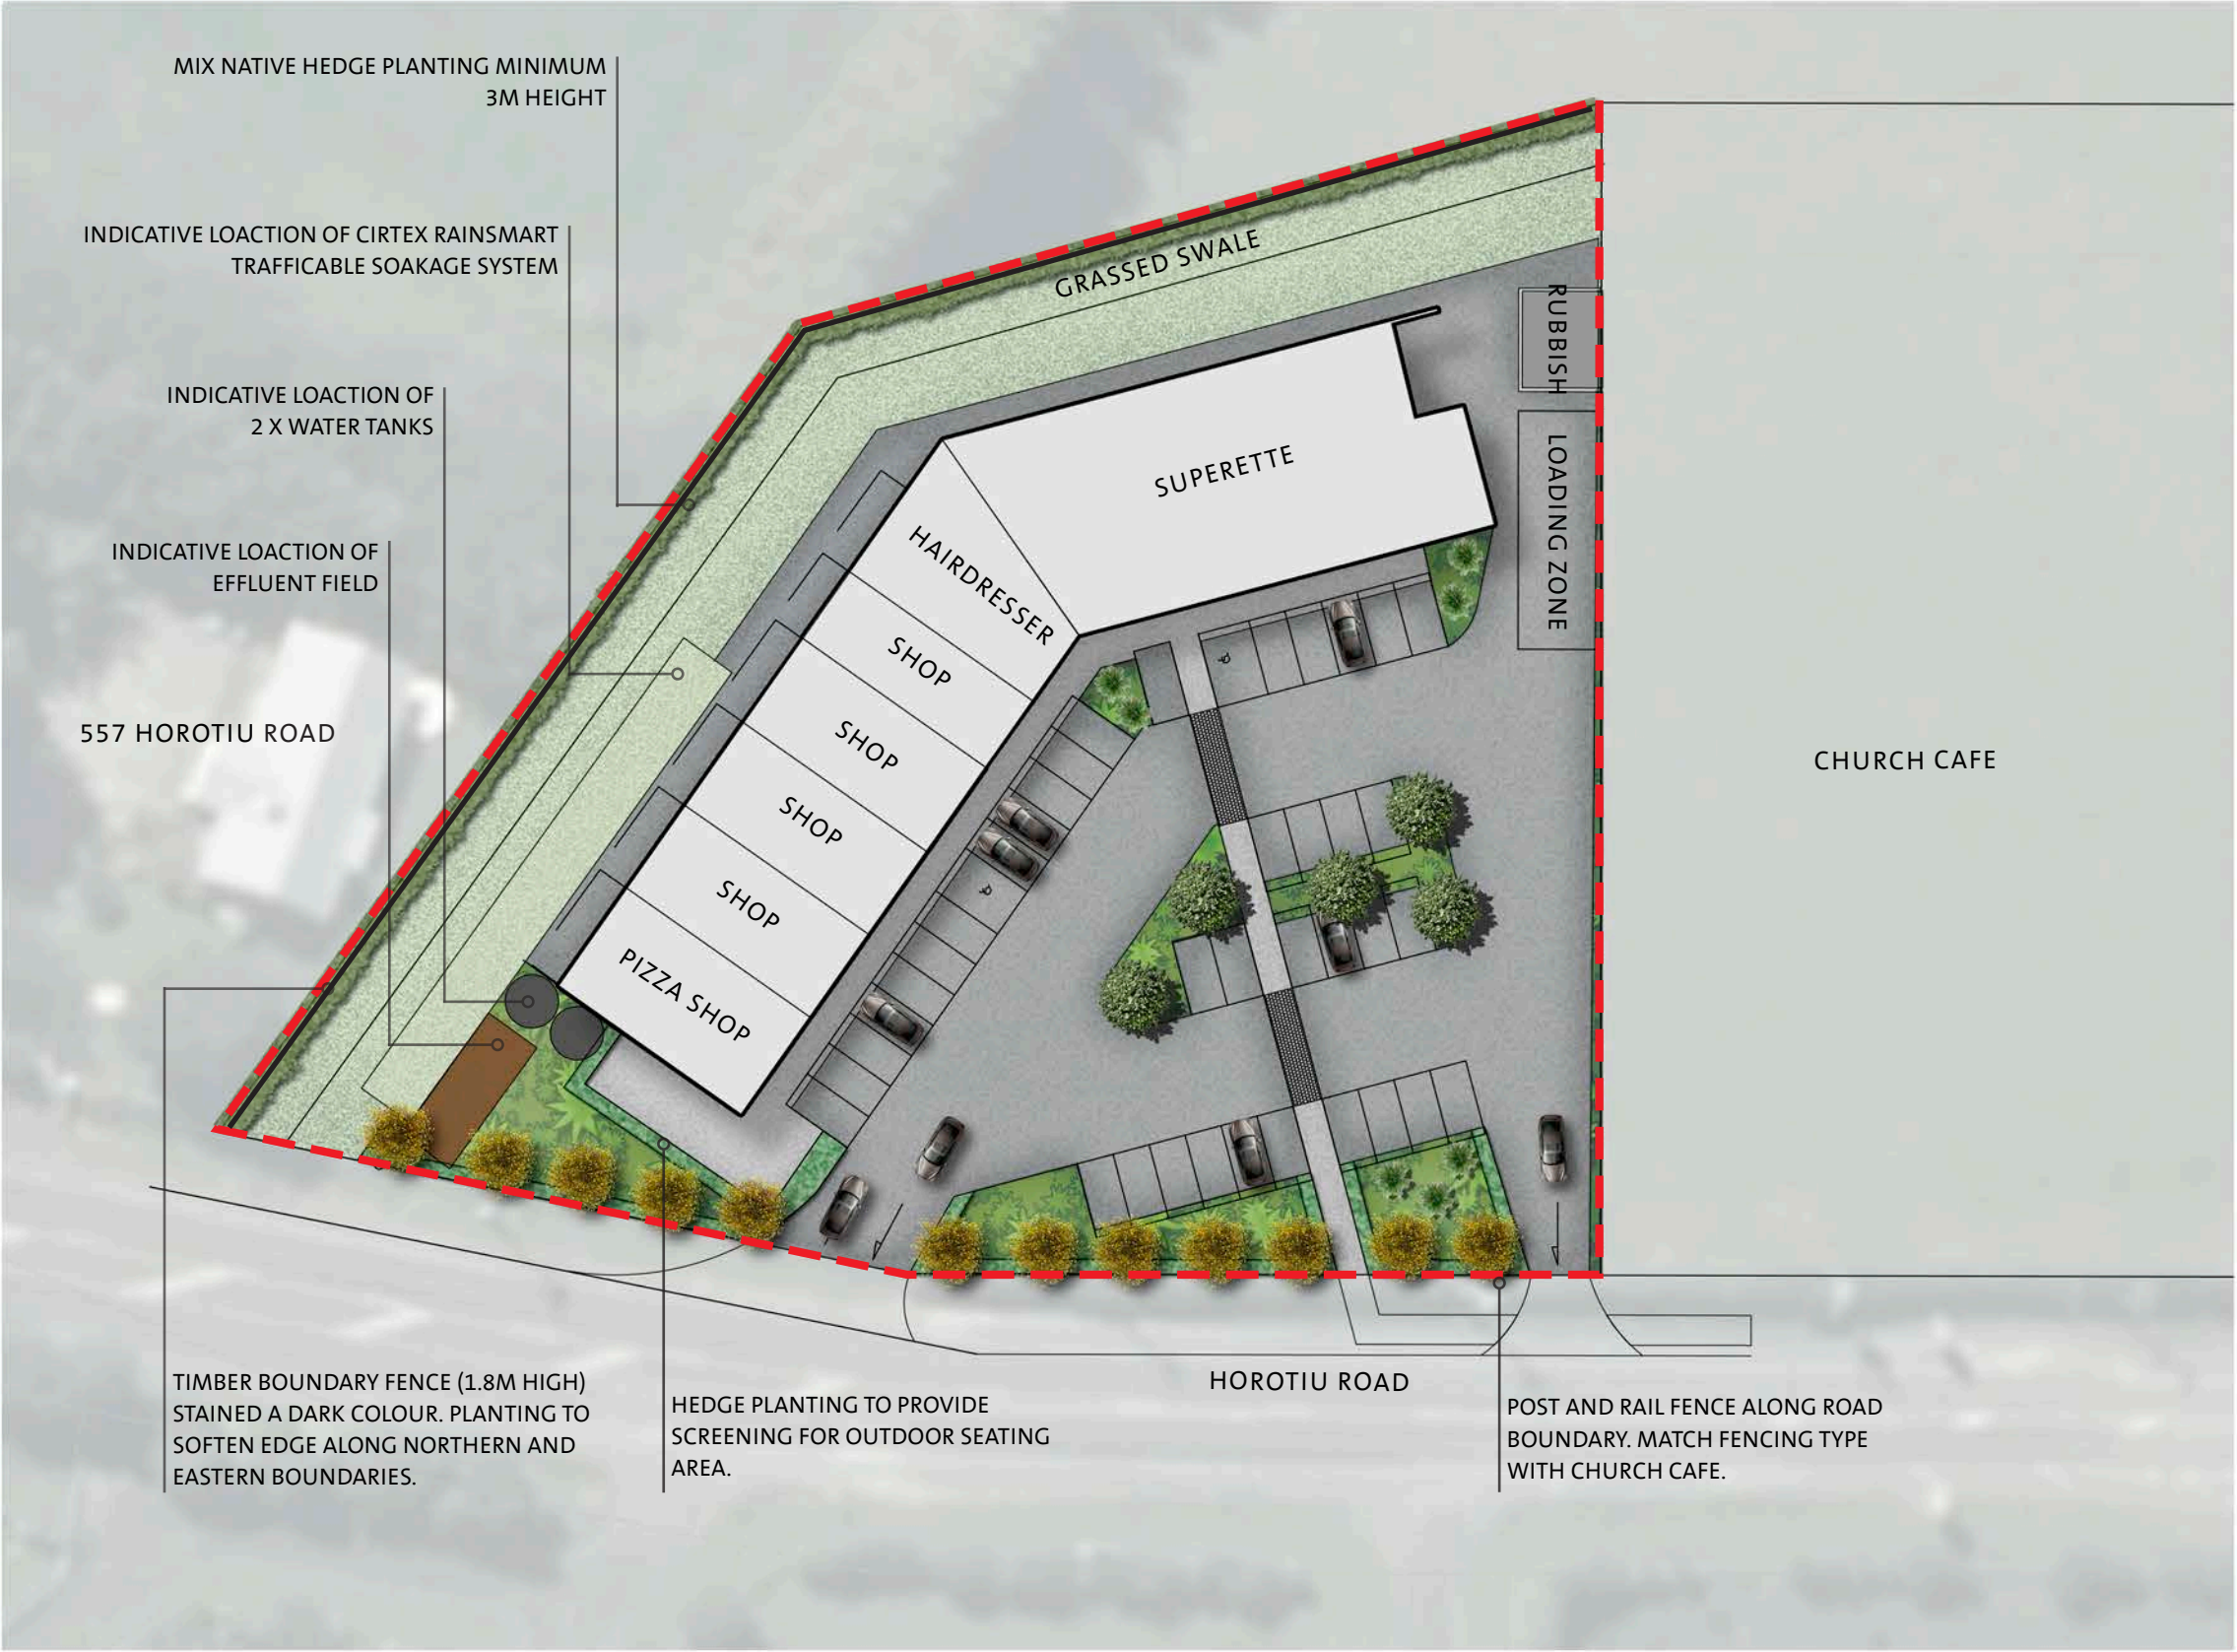 MIX NATIVE HEDGE PLANTING MINIMUM
3M HEIGHT
INDICATIVE LOACTION OF CIRTEX RAINSMART
TRAFFICABLE SOAKAGE SYSTEM
INDICATIVE LOACTION OF
2 X WATER TANKS
INDICATIVE LOACTION OF
EFFLUENT FIELD
557 HOROTIU ROAD
GRASSED SWALE
RUBBISH
LOADING ZONE
SUPERETTE
HAIRDRESSER
SHOP
SHOP
SHOP
SHOP
PIZZA SHOP
CHURCH CAFE
HOROTIU ROAD
TIMBER BOUNDARY FENCE (1.8M HIGH)
STAINED A DARK COLOUR. PLANTING TO
SOFTEN EDGE ALONG NORTHERN AND
EASTERN BOUNDARIES.
HEDGE PLANTING TO PROVIDE
SCREENING FOR OUTDOOR SEATING
AREA.
POST AND RAIL FENCE ALONG ROAD
BOUNDARY. MATCH FENCING TYPE
WITH CHURCH CAFE.